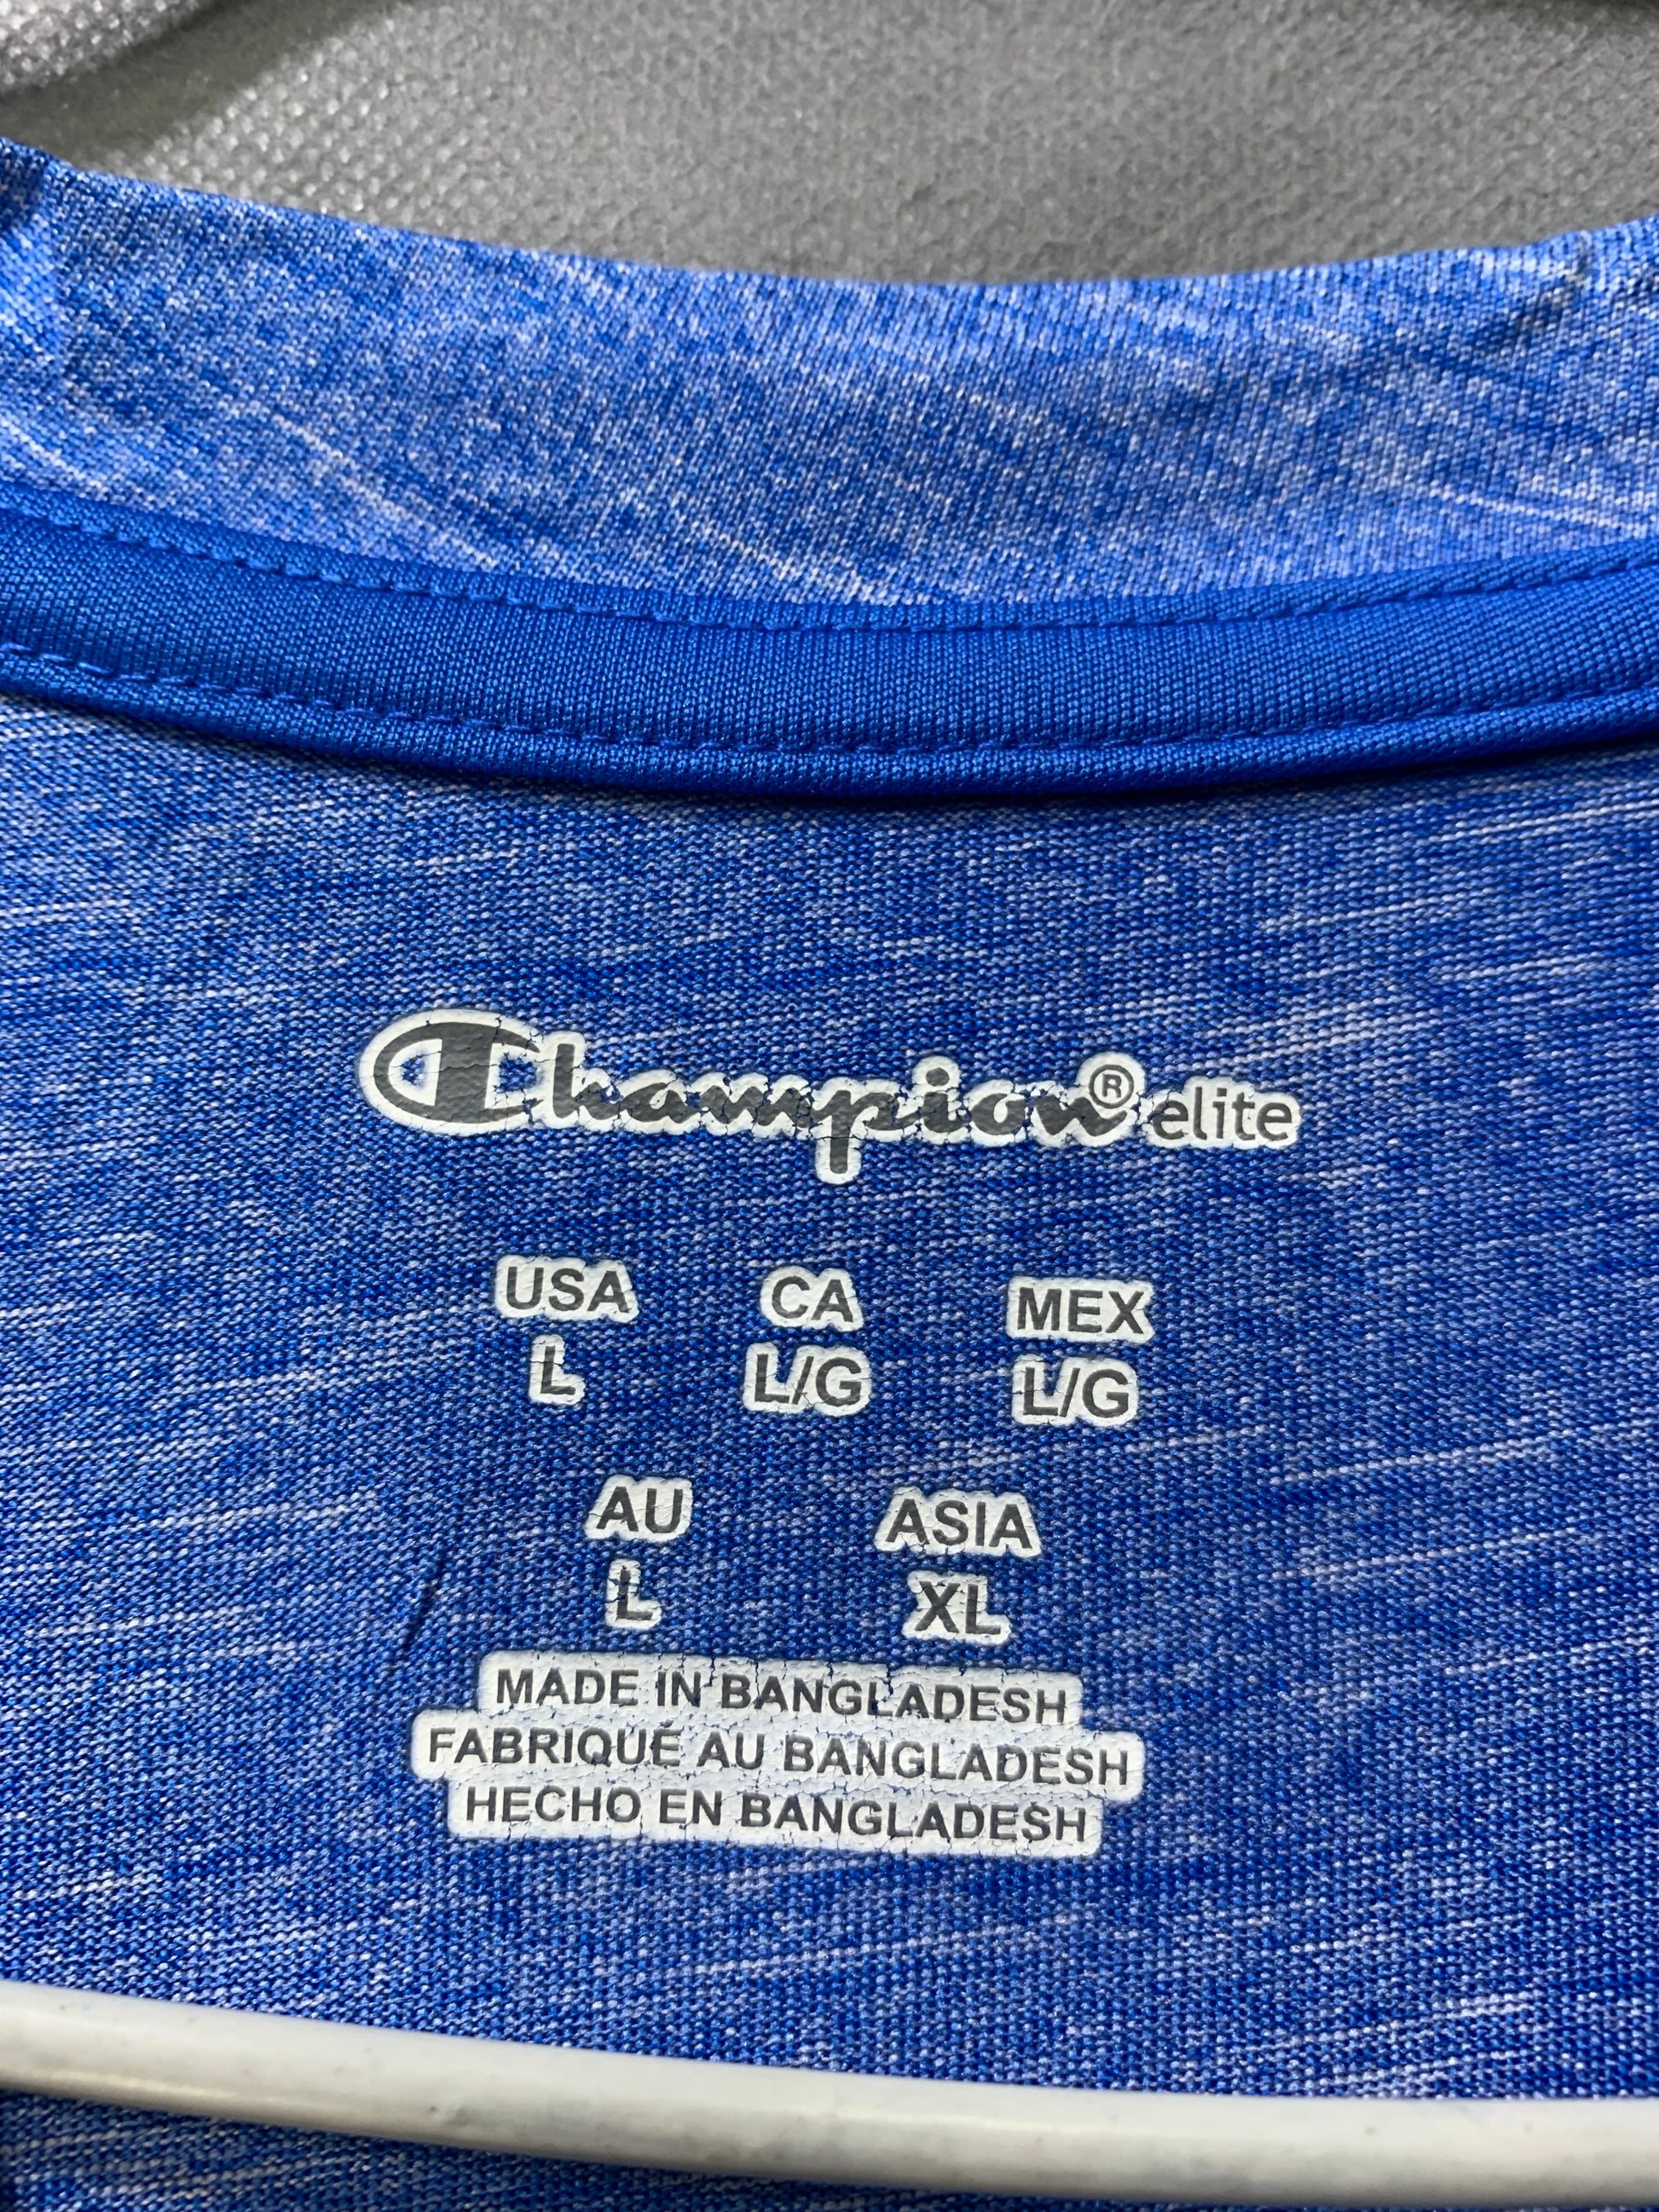 Champion® elite
USA CA MEX
L L/G L/G
AU ASIA
L XL
MADE IN BANGLADESH
FABRIQUÉ AU BANGLADESH
HECHO EN BANGLADESH